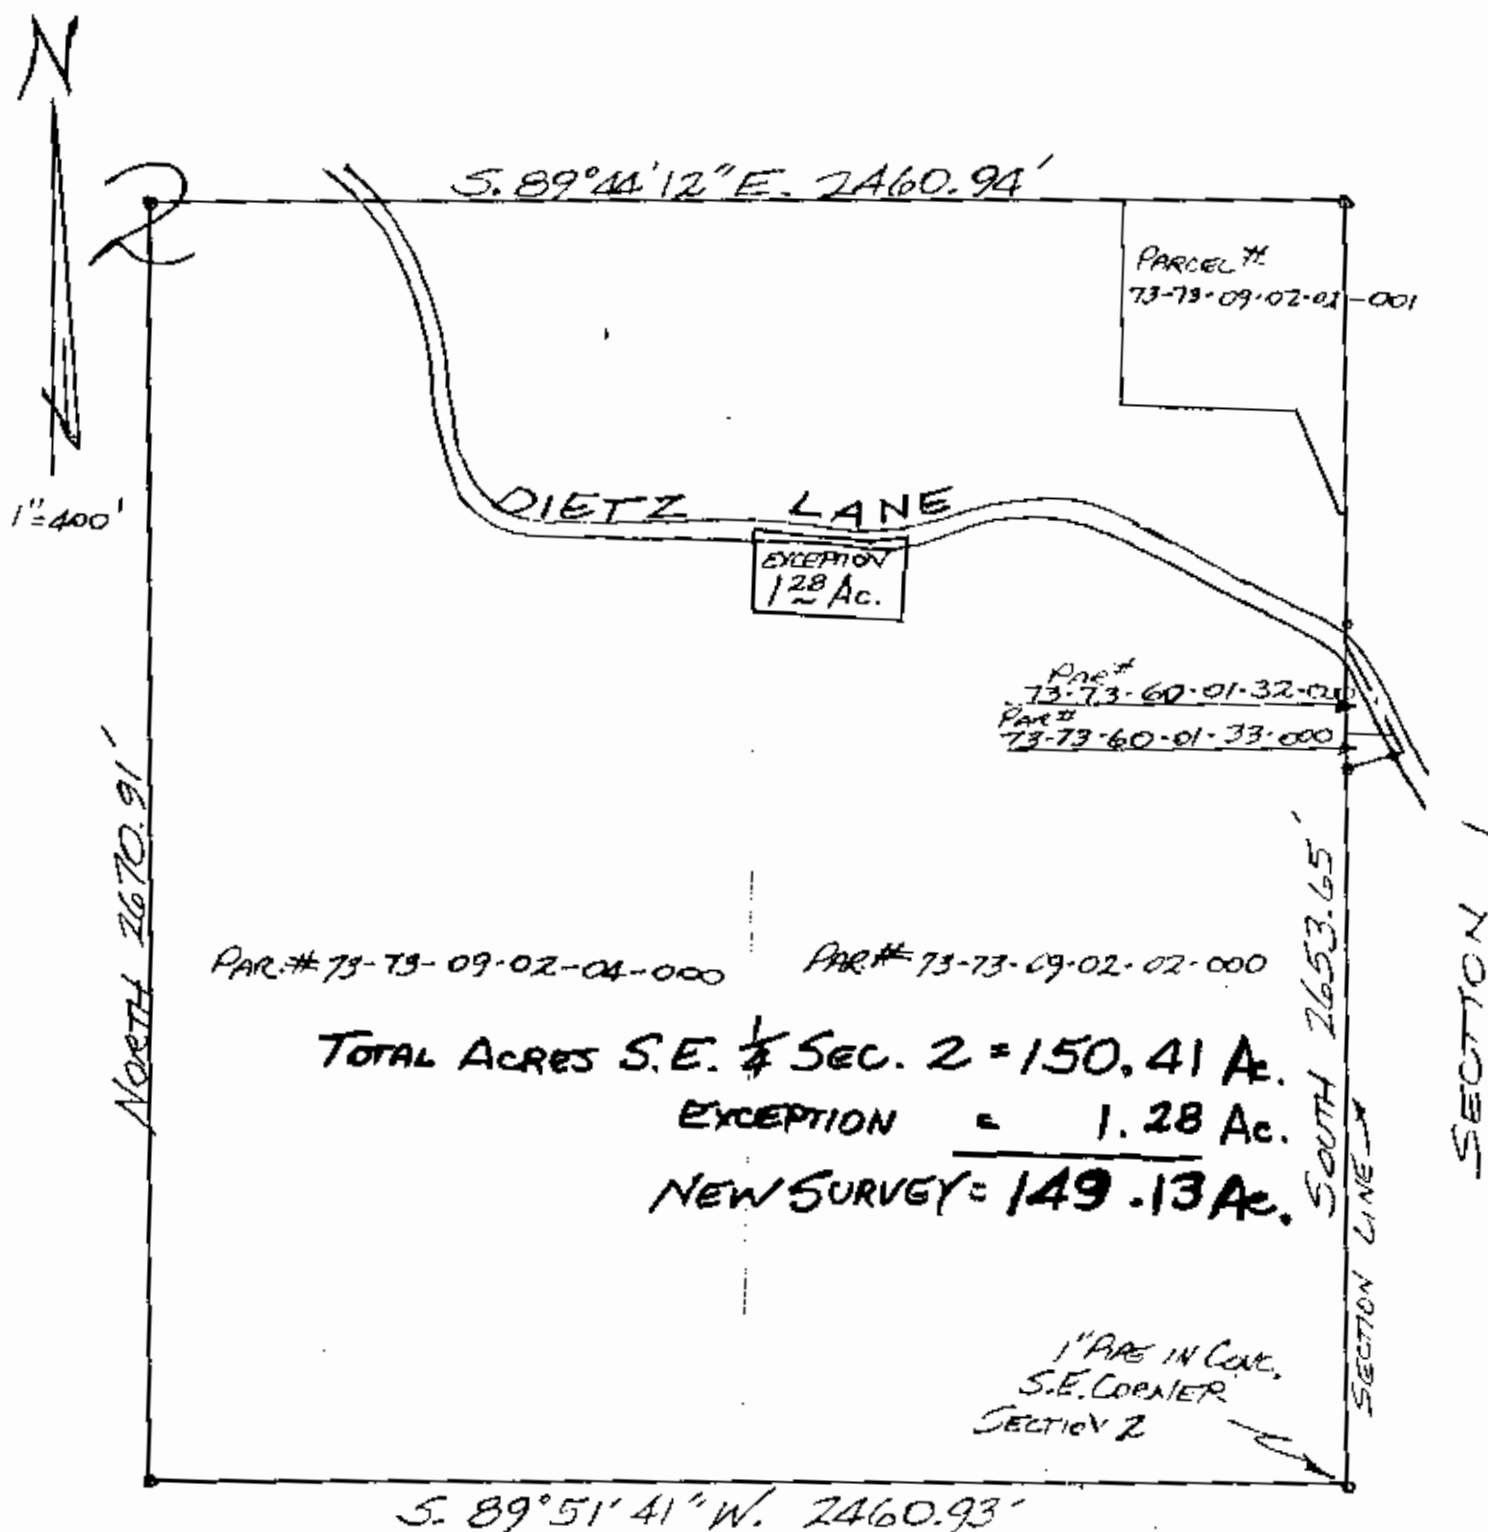 N
2
S. 89°44'12"E. 2460.94'
PARCEL #
73-73-09-02-01-001
1"=400'
DIETZ LANE
EXCEPTION
1.28 Ac.
PAR#
73-73-60-01-32-000
PAR#
73-73-60-01-33-000
NORTH 2670.91'
SOUTH 2653.65'
SECTION 1
PAR.# 73-73-09-02-04-000
PAR# 73-73-09-02-02-000
TOTAL ACRES S.E. 1/4 SEC. 2 = 150.41 Ac.
EXCEPTION = 1.28 Ac.
NEW SURVEY = 149.13 Ac.
SECTION LINE
1" PIPE IN CONC.
S.E. CORNER
SECTION 2
S. 89°51'41"W. 2460.93'